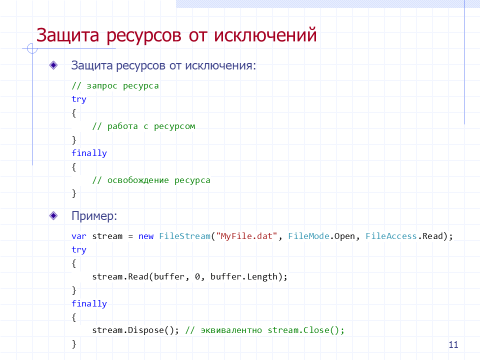 Защита ресурсов от исключений
Защита ресурсов от исключения:
// запрос ресурса
try
{
// работа с ресурсом
}
finally
{
// освобождение ресурса
}
Пример:
var stream = new FileStream("MyFile.dat", FileMode.Open, FileAccess.Read);
try
{
stream.Read(buffer, 0, buffer.Length);
}
finally
{
stream.Dispose(); // эквивалентно stream.Close();
}
11